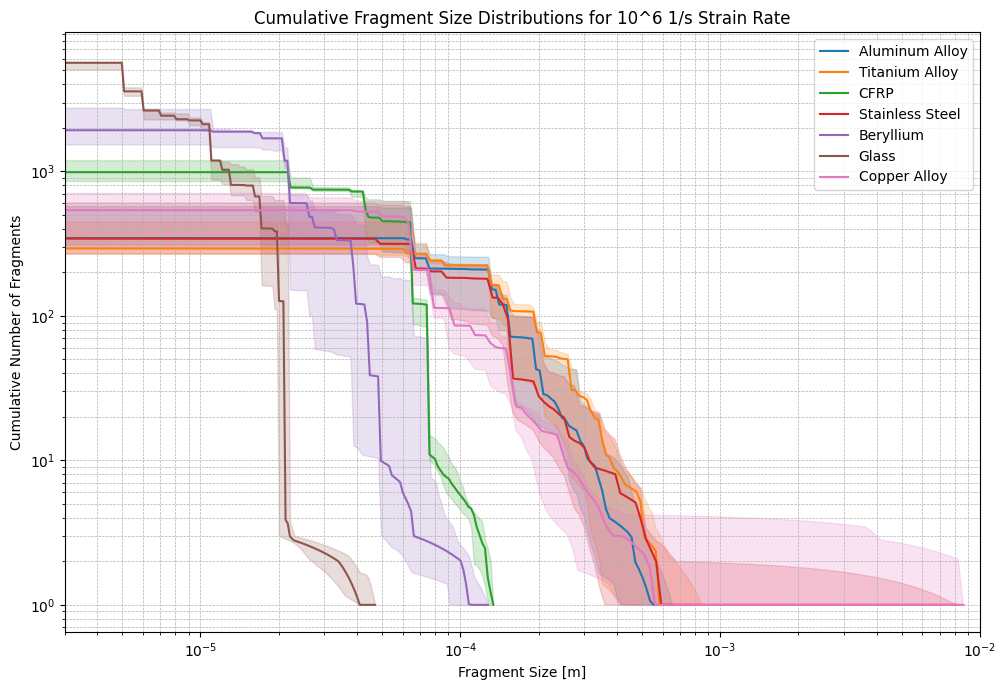 Cumulative Fragment Size Distributions for 10^6 1/s Strain Rate
Cumulative Number of Fragments
10³
10²
10¹
10⁰
Aluminum Alloy
Titanium Alloy
CFRP
Stainless Steel
Beryllium
Glass
Copper Alloy
10⁻⁵
10⁻⁴
10⁻³
10⁻²
Fragment Size [m]